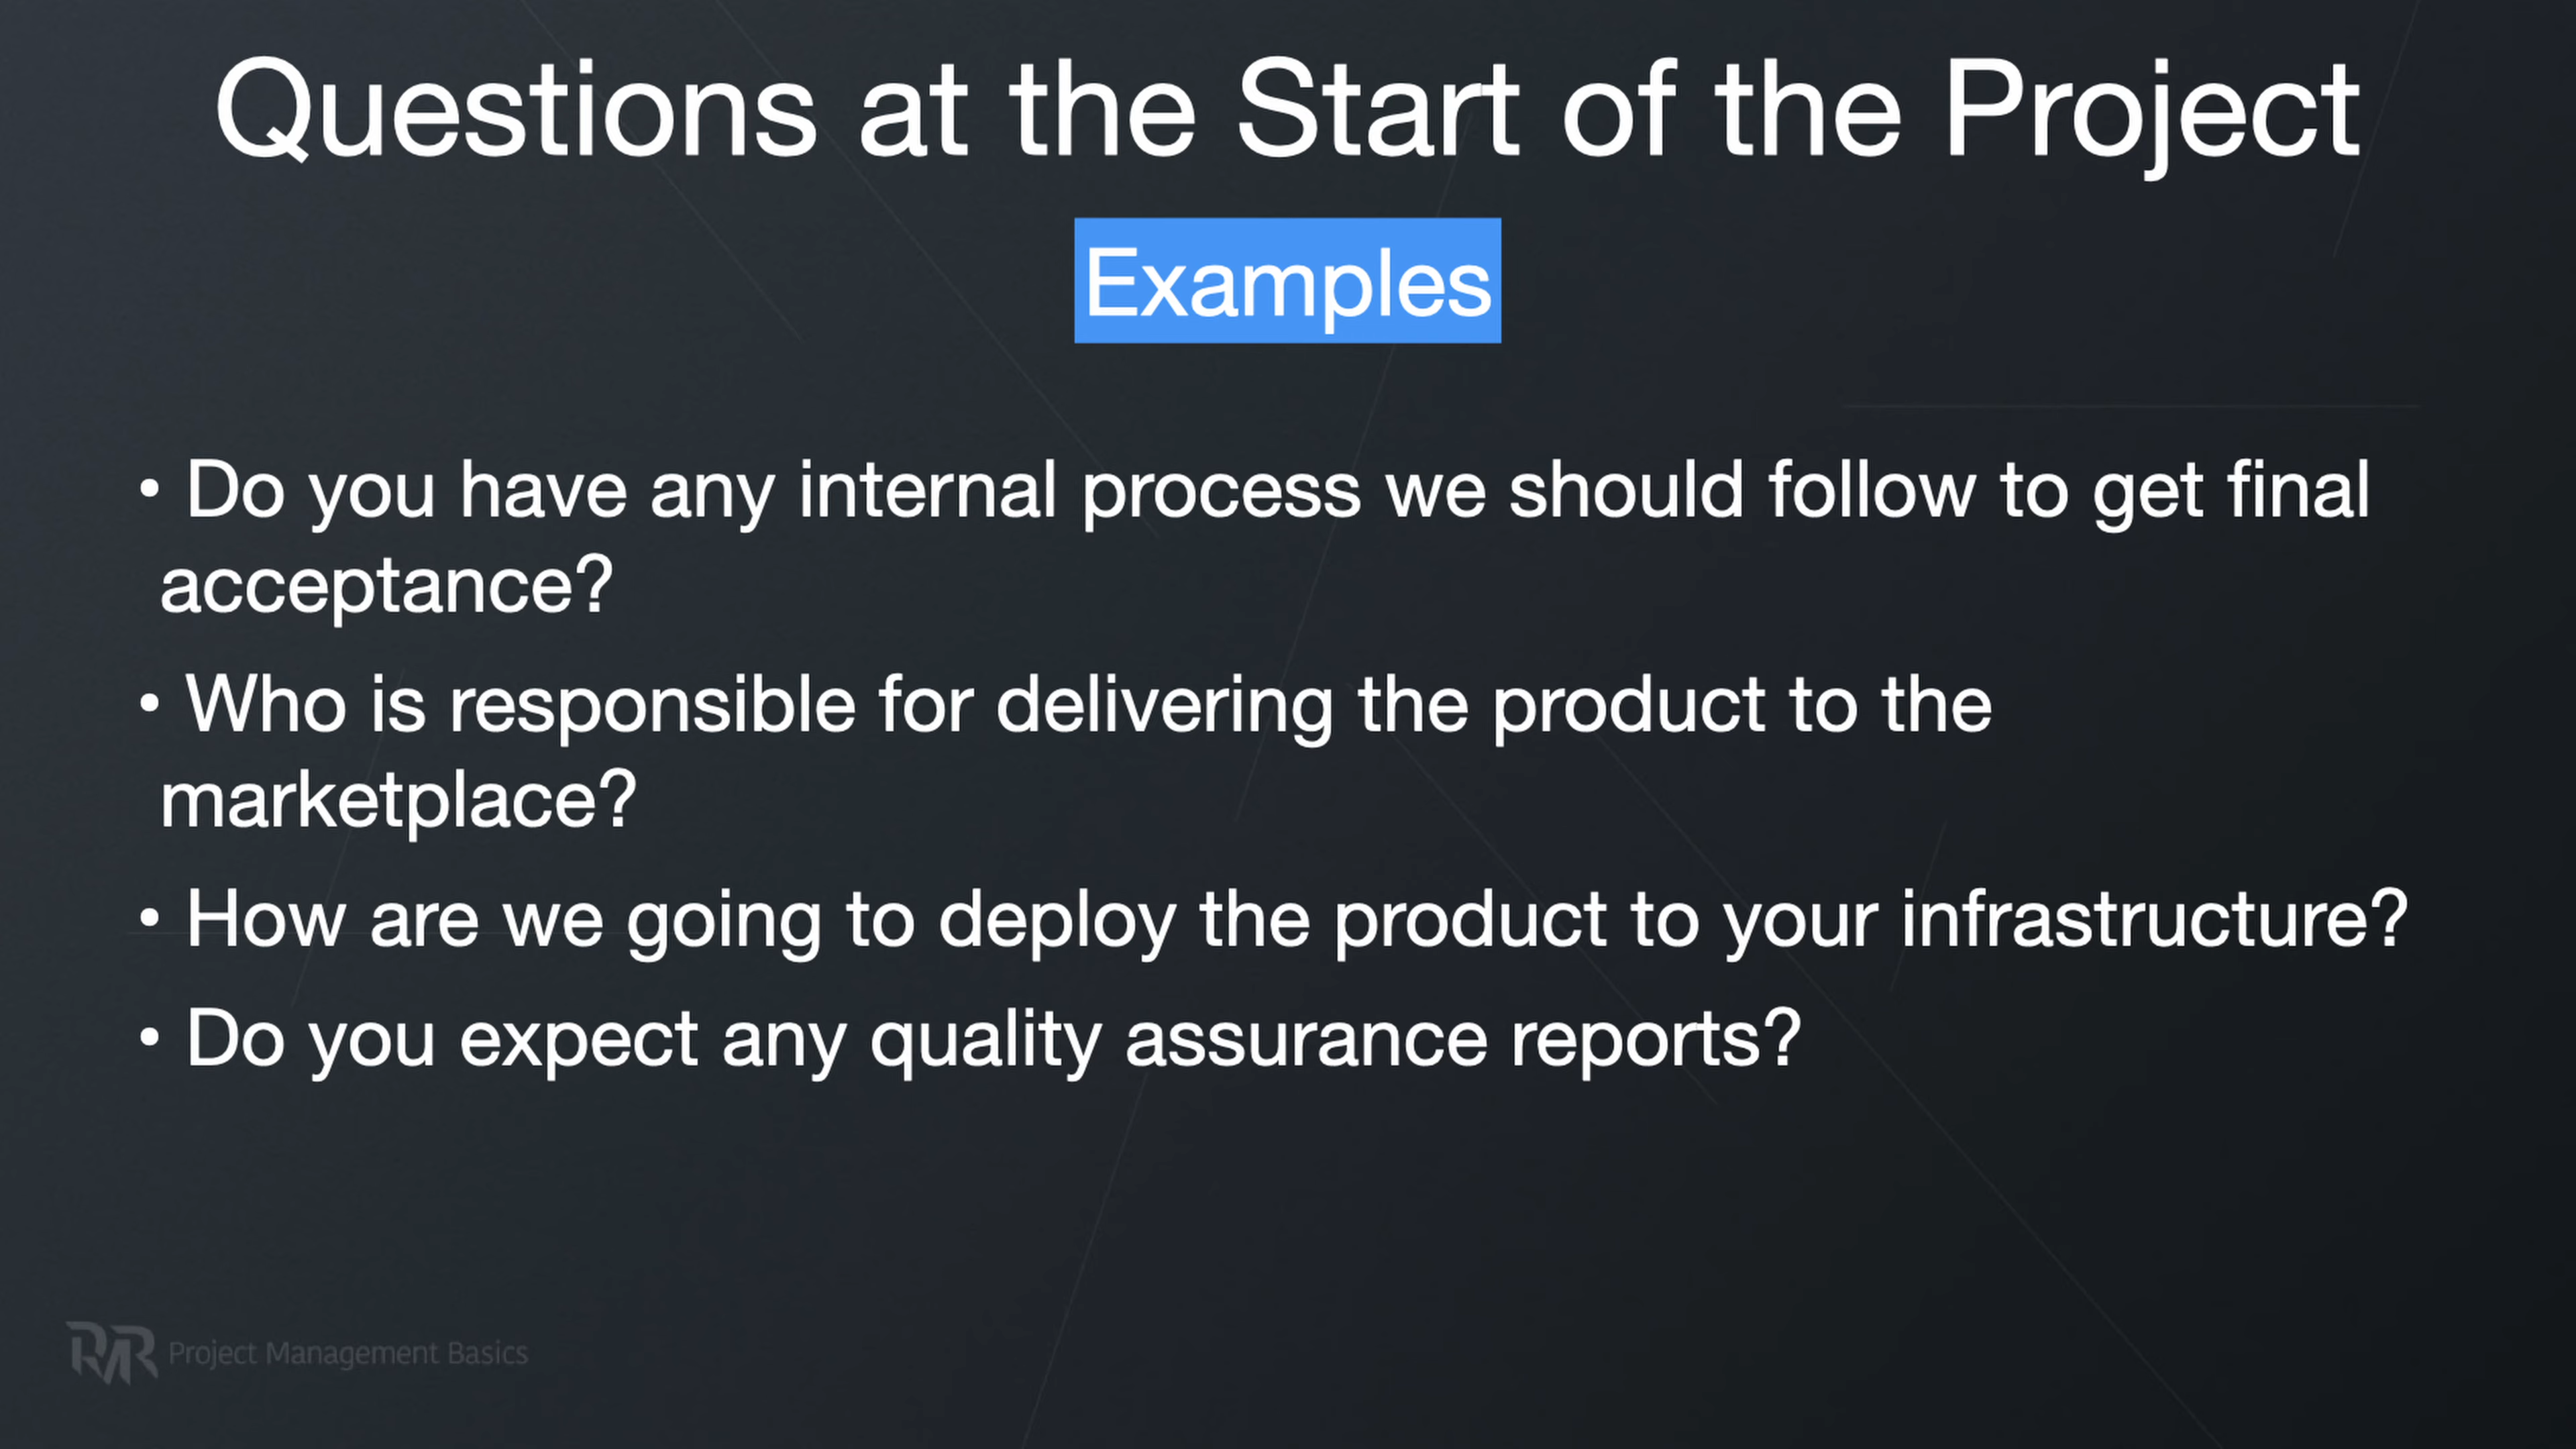 Questions at the Start of the Project
Examples
• Do you have any internal process we should follow to get final
acceptance?
• Who is responsible for delivering the product to the
marketplace?
• How are we going to deploy the product to your infrastructure?
• Do you expect any quality assurance reports?
Project Management Basics